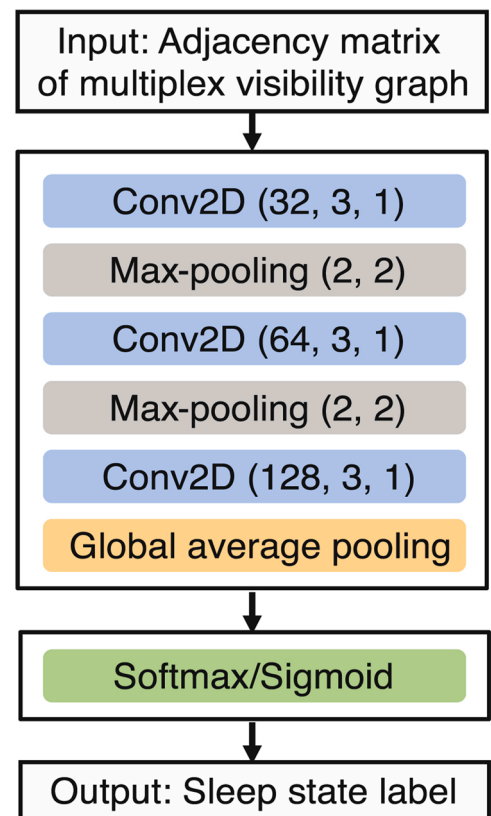 Input: Adjacency matrix
of multiplex visibility graph
Conv2D (32, 3, 1)
Max-pooling (2, 2)
Conv2D (64, 3, 1)
Max-pooling (2, 2)
Conv2D (128, 3, 1)
Global average pooling
Softmax/Sigmoid
Output: Sleep state label